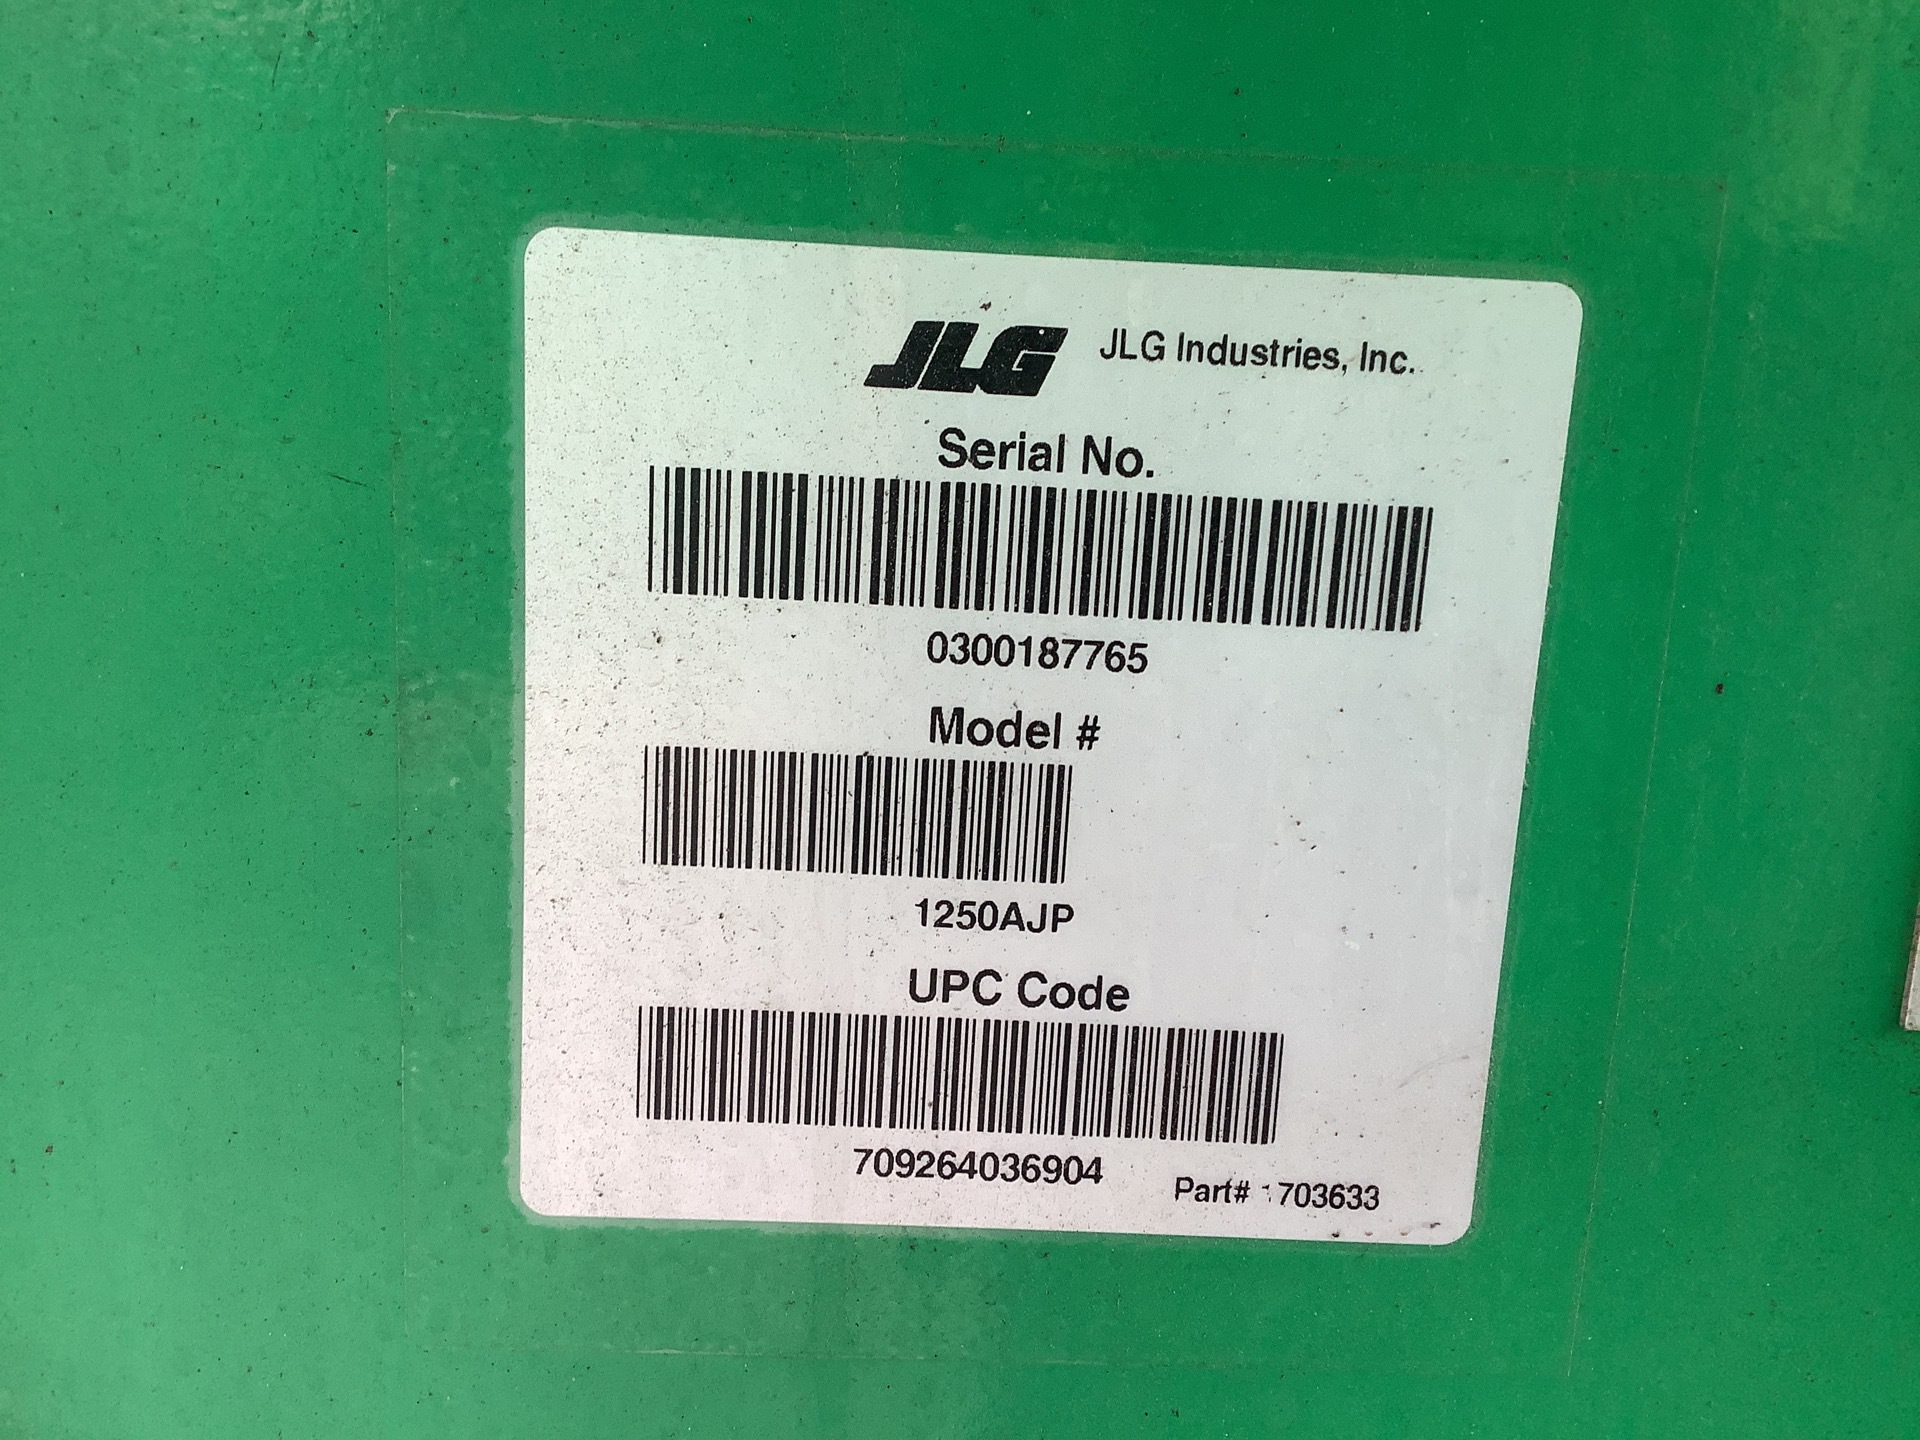 JLG JLG Industries, Inc.
Serial No.
0300187765
Model #
1250AJP
UPC Code
709264036904
Part# 1703633